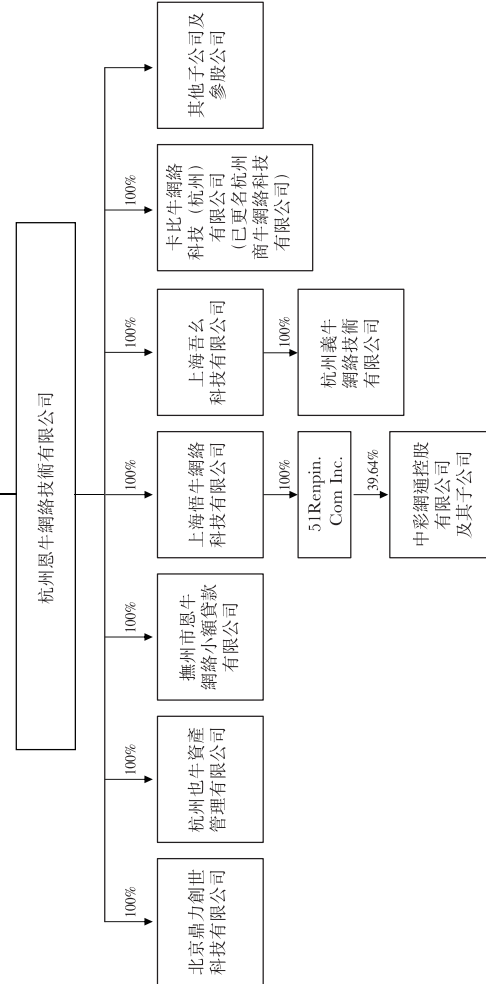 杭州恩牛網絡技術有限公司
100%
100%
100%
100%
100%
100%
北京鼎力創世
科技有限公司
杭州也牛資產
管理有限公司
撫州市恩牛
網絡小額貸款
有限公司
上海悟牛網絡
科技有限公司
上海吾幺
科技有限公司
卡比牛網絡
科技（杭州）
有限公司
(已更名杭州
商牛網絡科技
有限公司)
其他子公司及
參股公司
100%
100%
51Renpin.
Com Inc.
杭州義牛
網絡技術
有限公司
39.64%
中彩網通控股
有限公司
及其子公司